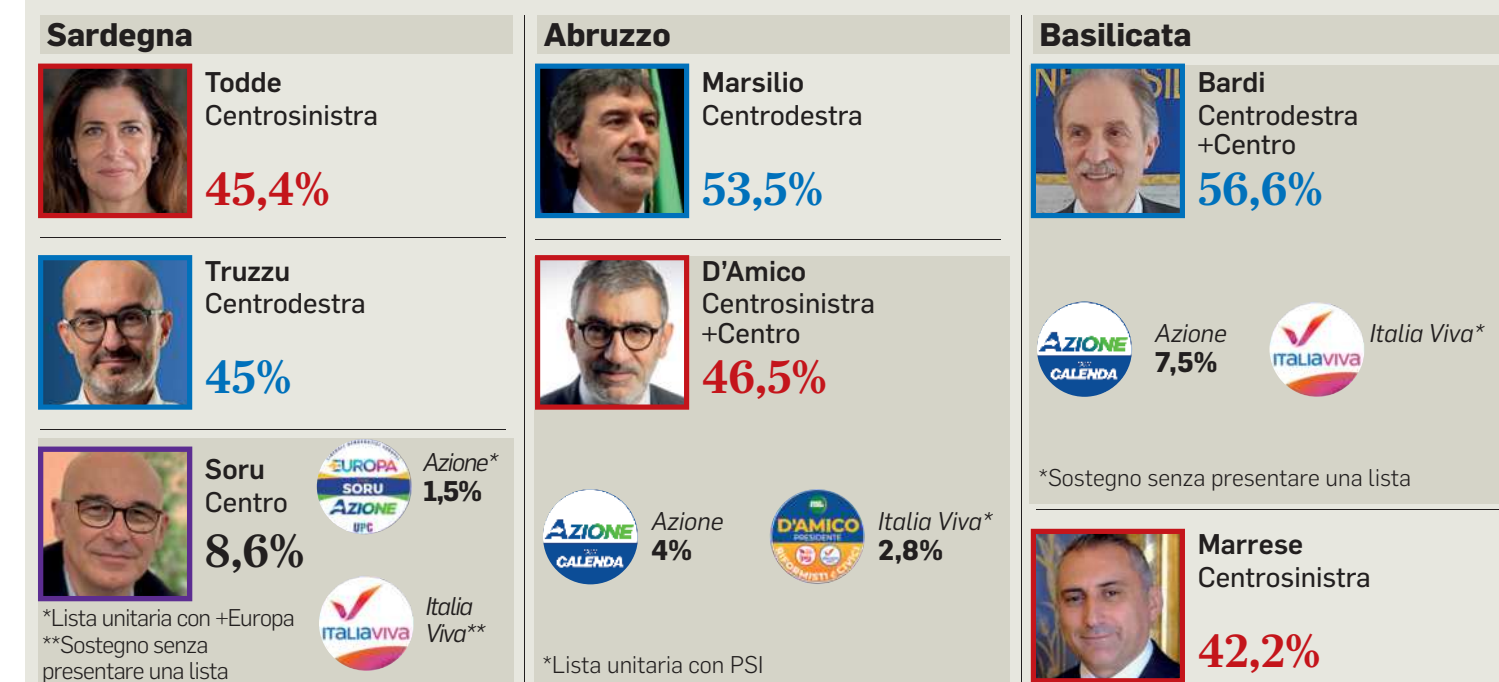 Sardegna
Todde
Centrosinistra
45,4%
Truzzu
Centrodestra
45%
Soru
Centro
8,6%
EUROPA
SORU
AZIONE
UPC
Azione*
1,5%
ITALIAVIVA
Italia
Viva**
*Lista unitaria con +Europa
**Sostegno senza
presentare una lista
Abruzzo
Marsilio
Centrodestra
53,5%
D'Amico
Centrosinistra
+Centro
46,5%
AZIONE
CALENDA
Azione
4%
D'AMICO
PRESIDENTE
RIFORMISTI e CIVICI
Italia Viva*
2,8%
*Lista unitaria con PSI
Basilicata
Bardi
Centrodestra
+Centro
56,6%
AZIONE
CALENDA
Azione
7,5%
ITALIAVIVA
Italia Viva*
*Sostegno senza presentare una lista
Marrese
Centrosinistra
42,2%